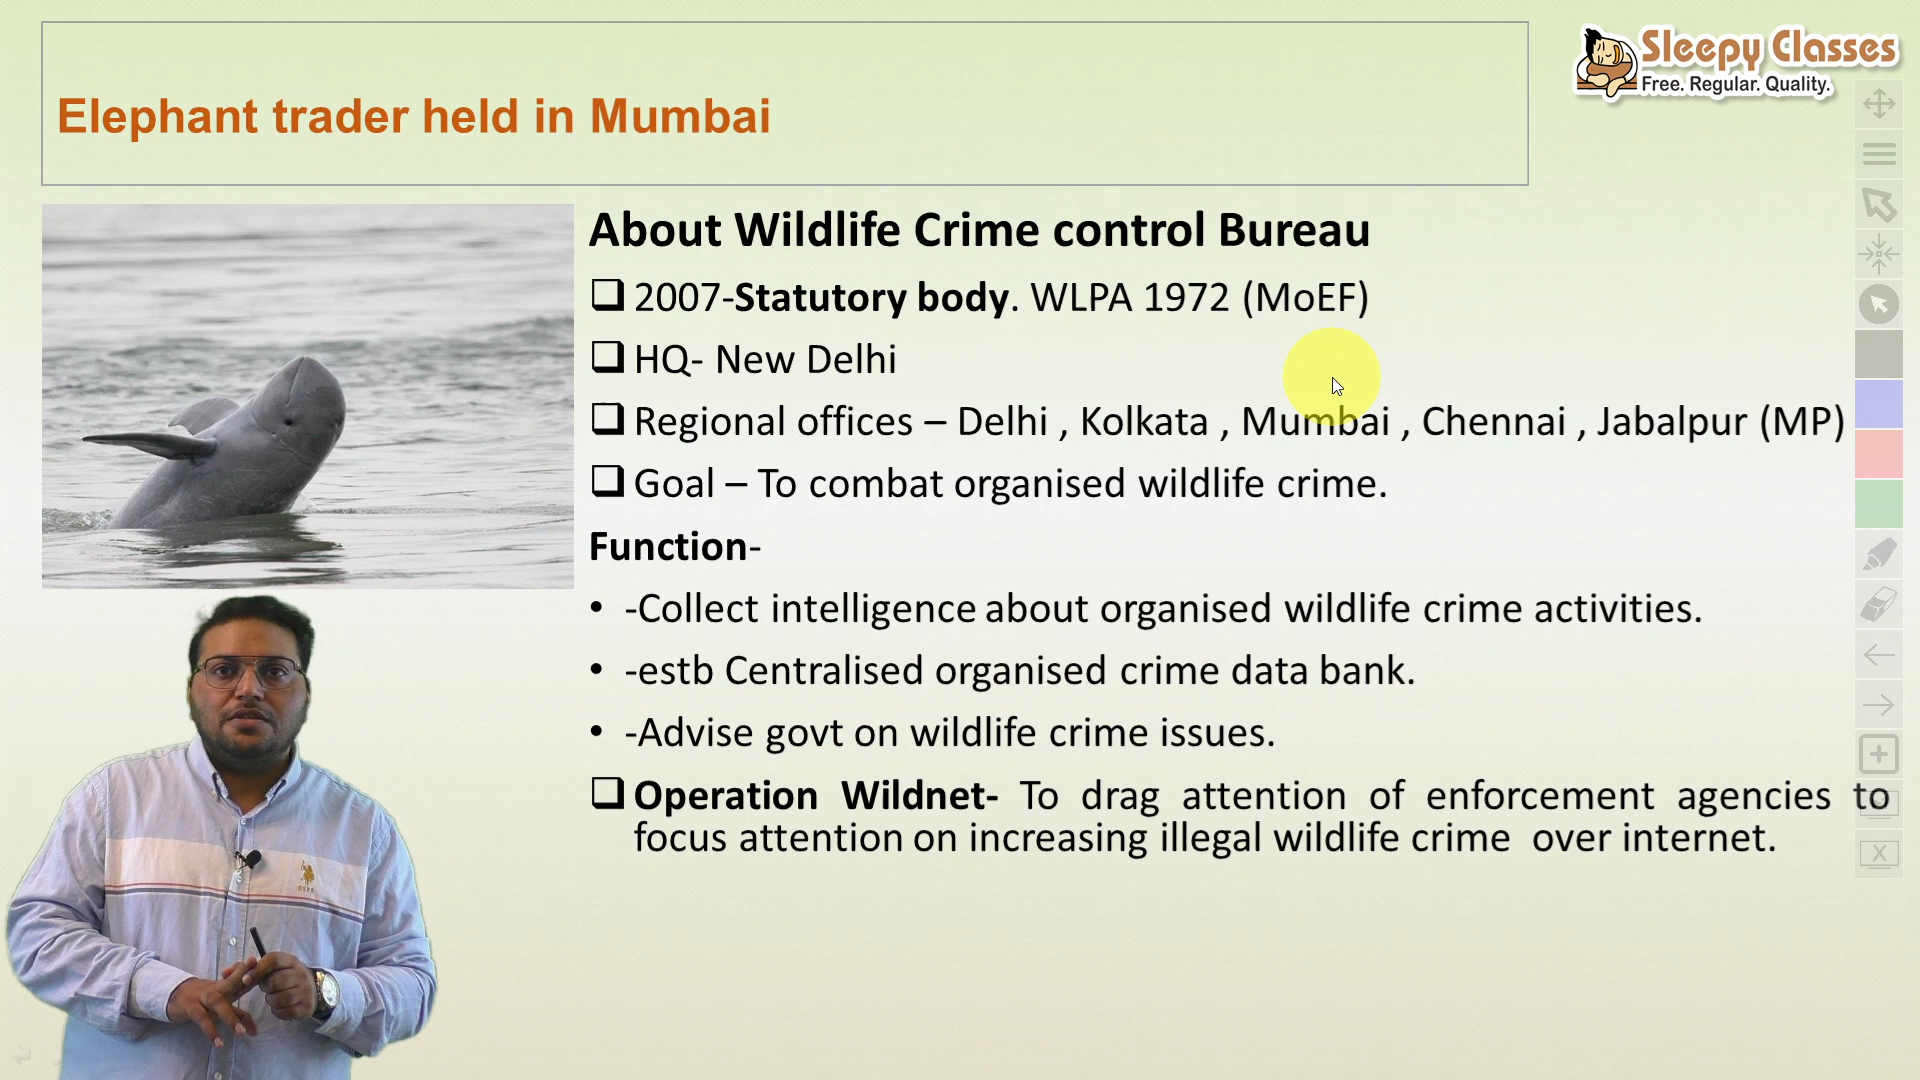 Sleepy Classes
Free. Regular. Quality.
Elephant trader held in Mumbai
About Wildlife Crime control Bureau
❑ 2007-Statutory body. WLPA 1972 (MoEF)
❑ HQ- New Delhi
❑ Regional offices – Delhi , Kolkata , Mumbai , Chennai , Jabalpur (MP)
❑ Goal – To combat organised wildlife crime.
Function-
• -Collect intelligence about organised wildlife crime activities.
• -estb Centralised organised crime data bank.
• -Advise govt on wildlife crime issues.
❑ Operation Wildnet- To drag attention of enforcement agencies to
focus attention on increasing illegal wildlife crime over internet.